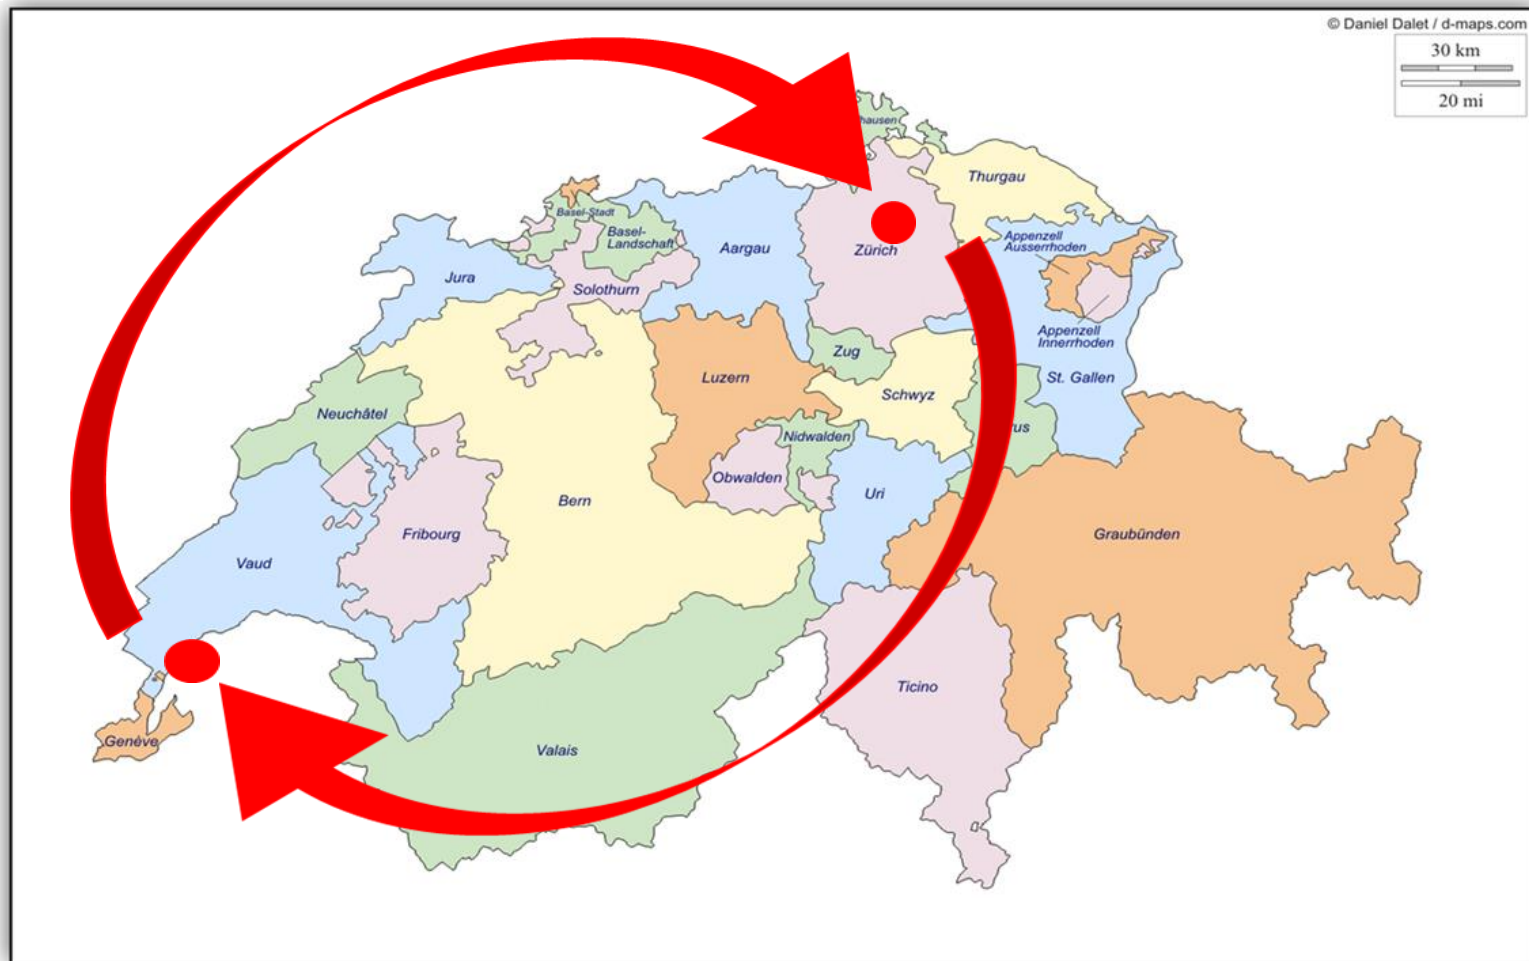 © Daniel Dalet / d-maps.com
30 km
20 mi
hausen
Thurgau
Basel-Stadt
Basel-
Landschaft
Aargau
Zürich
Appenzell
Ausserrhoden
Jura
Solothurn
Appenzell
Innerrhoden
Zug
Luzern
St. Gallen
Schwyz
Neuchâtel
Nidwalden
rus
Obwalden
Uri
Bern
Fribourg
Graubünden
Vaud
Ticino
Genève
Valais